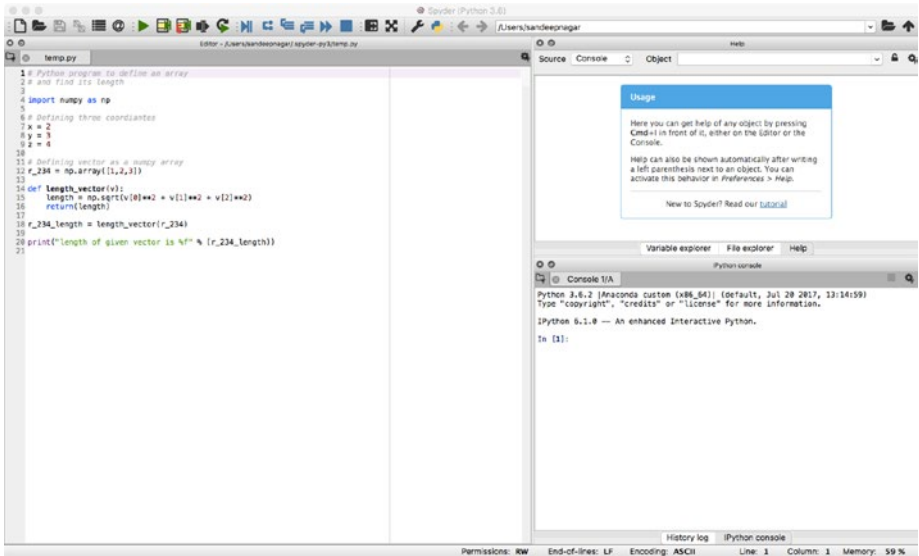 Spyder (Python 3.6)
/Users/sandeepnagar
Editor - /Users/sandeepnagar/.spyder-py3/temp.py
temp.py
1 # Python program to define an array
2 # and find its length
3
4 import numpy as np
5
6 # Defining three coordiantes
7 x = 2
8 y = 3
9 z = 4
10
11 # Defining vector as a numpy array
12 r_234 = np.array([1,2,3])
13
14 def length_vector(v):
15 length = np.sqrt(v[0]**2 + v[1]**2 + v[2]**2)
16 return(length)
17
18 r_234_length = length_vector(r_234)
19
20 print("length of given vector is %f" % (r_234_length))
21
Help
Source Console Object
Usage
Here you can get help of any object by pressing
Cmd+I in front of it, either on the Editor or the
Console.
Help can also be shown automatically after writing
a left parenthesis next to an object. You can
activate this behavior in Preferences > Help.
New to Spyder? Read our tutorial
Variable explorer File explorer Help
IPython console
Console 1/A
Python 3.6.2 |Anaconda custom (x86_64)| (default, Jul 20 2017, 13:14:59)
Type "copyright", "credits" or "license" for more information.
IPython 6.1.0 -- An enhanced Interactive Python.
In [1]:
History log IPython console
Permissions: RW End-of-lines: LF Encoding: ASCII Line: 1 Column: 1 Memory: 59 %